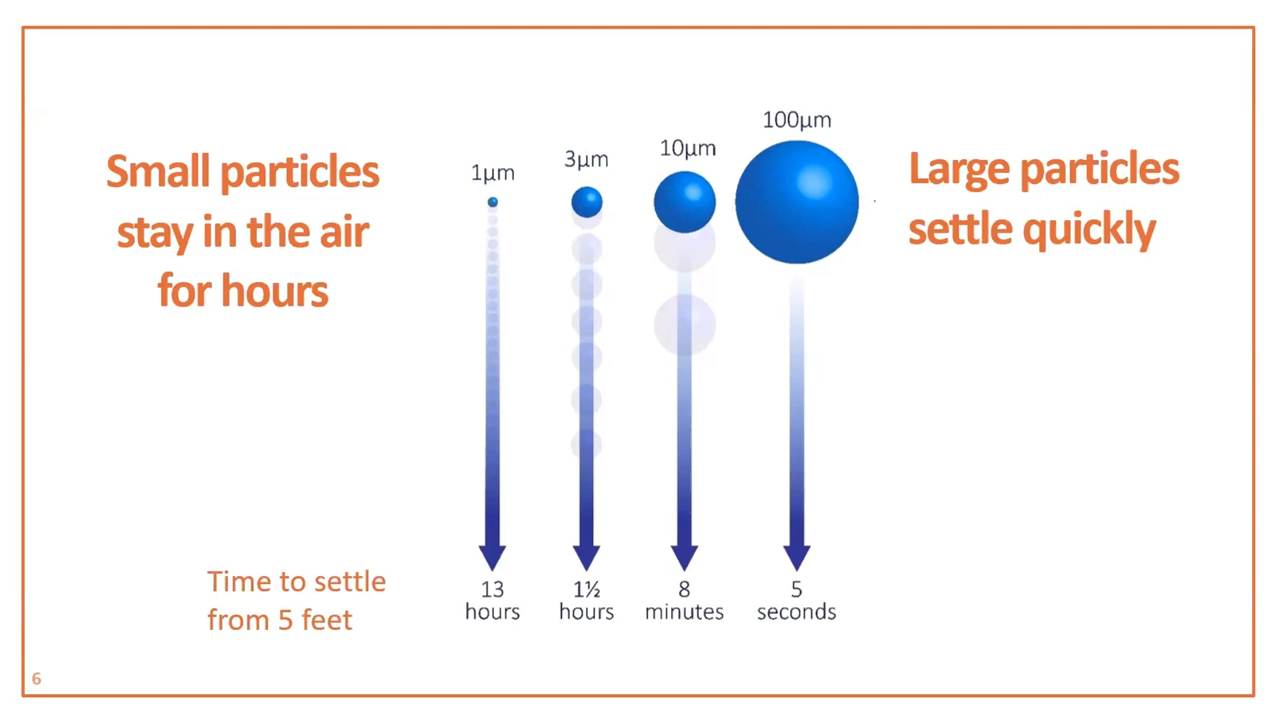 Small particles
stay in the air
for hours
1µm
3µm
10µm
100µm
Large particles
settle quickly
Time to settle
from 5 feet
13
hours
1½
hours
8
minutes
5
seconds
6